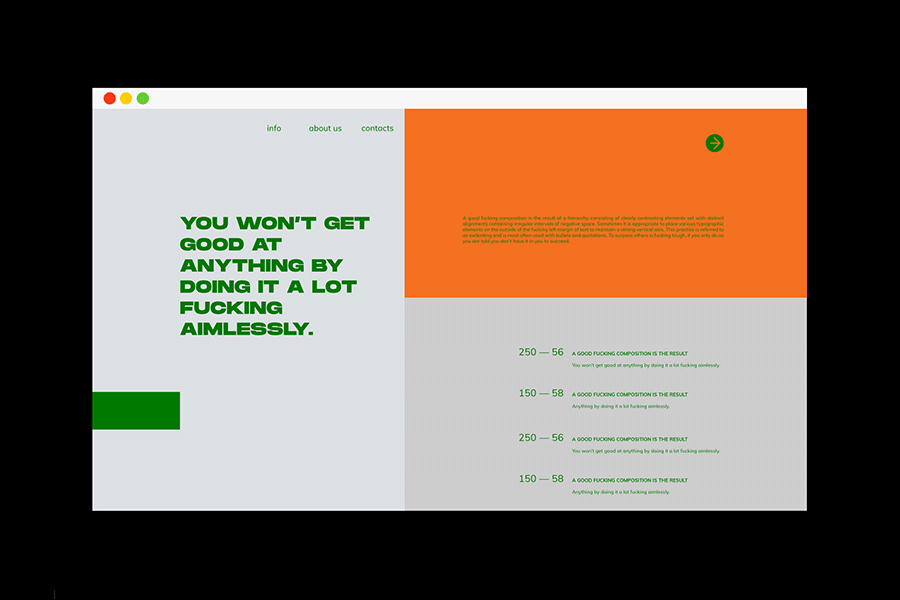 info about us contacts
YOU WON'T GET
GOOD AT
ANYTHING BY
DOING IT A LOT
FUCKING
AIMLESSLY.
A good fucking composition is the result of a hierarchy consisting of clearly contrasting elements set with distinct
alignments containing irregular intervals of negative space. Sometimes it is appropriate to place various typographic
elements on the outside of the fucking left margin of text to maintain a strong vertical axis. This practice is referred to
as exdenting and is most often used with bullets and quotations. To surpass others is fucking tough, if you only do as
you are told you don't have it in you to succeed.
250 — 56 A GOOD FUCKING COMPOSITION IS THE RESULT
You won't get good at anything by doing it a lot fucking aimlessly.
150 — 58 A GOOD FUCKING COMPOSITION IS THE RESULT
Anything by doing it a lot fucking aimlessly.
250 — 56 A GOOD FUCKING COMPOSITION IS THE RESULT
You won't get good at anything by doing it a lot fucking aimlessly.
150 — 58 A GOOD FUCKING COMPOSITION IS THE RESULT
Anything by doing it a lot fucking aimlessly.